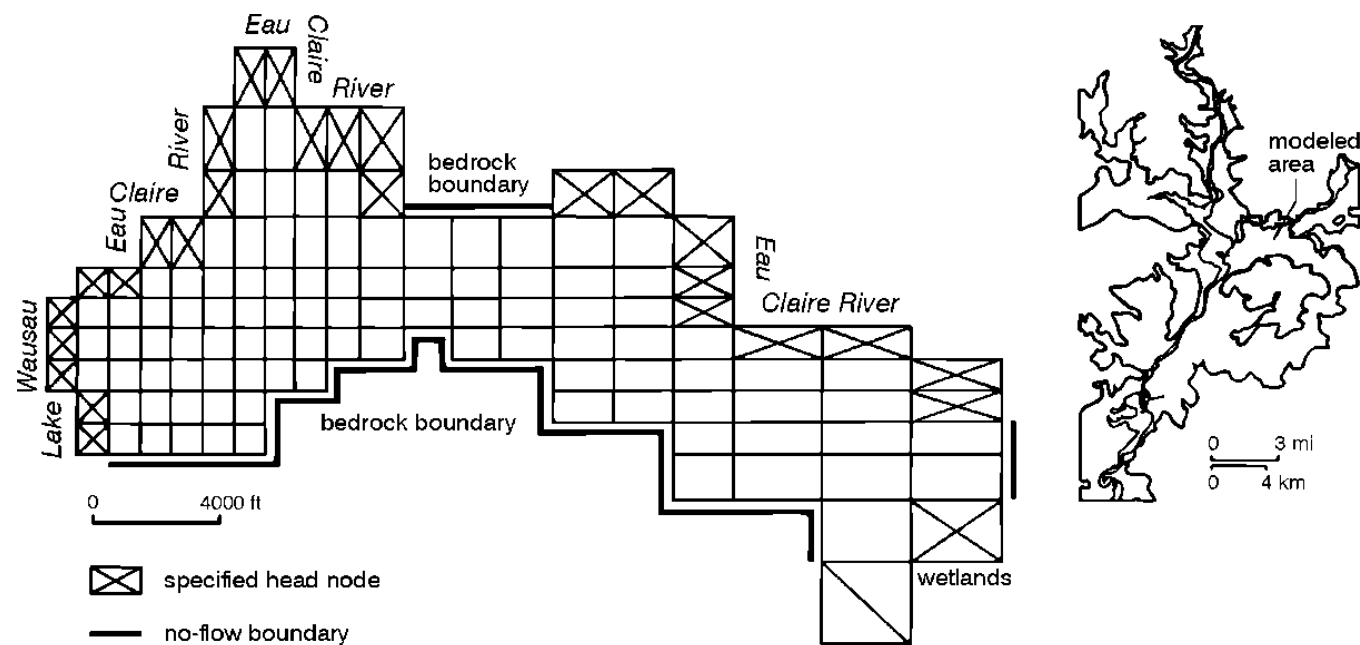 Eau
Claire
River
River
Claire
Eau
Wausau
Lake
bedrock
boundary
Eau
Claire River
bedrock boundary
wetlands
0 4000 ft
specified head node
no-flow boundary
modeled
area
0 3 mi
0 4 km